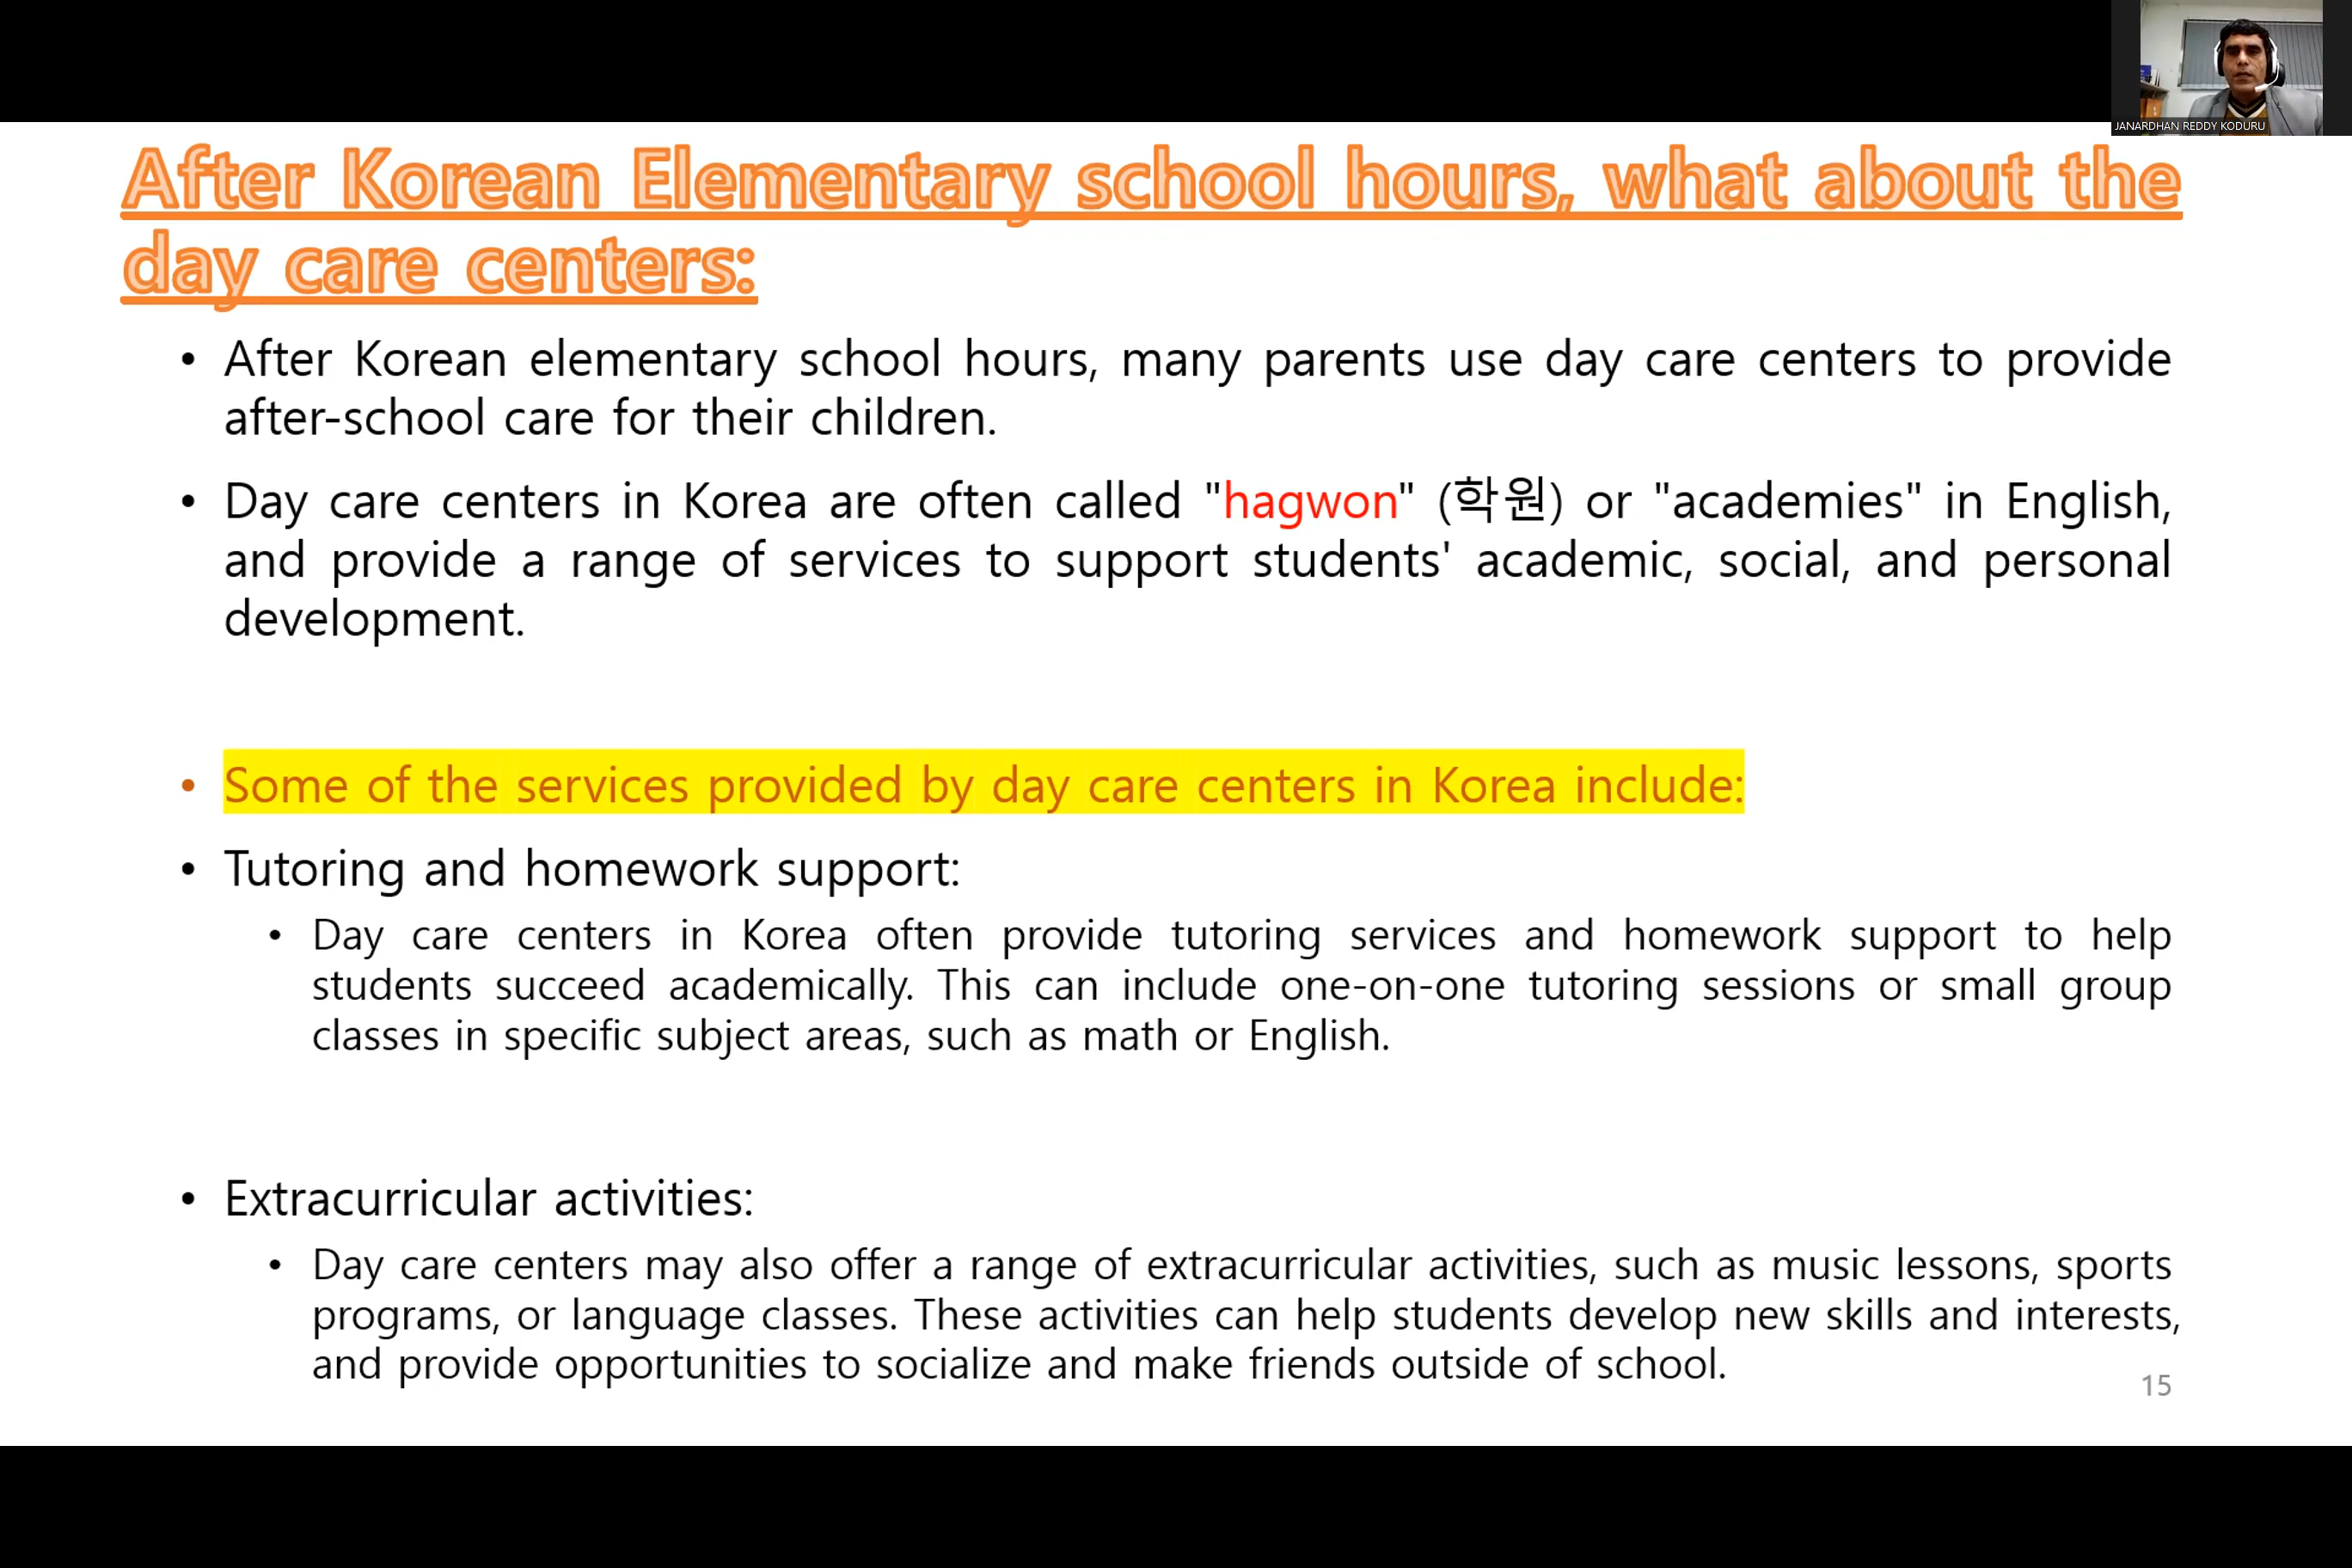 JANARDHAN REDDY KODURU
After Korean Elementary school hours, what about the
day care centers:
• After Korean elementary school hours, many parents use day care centers to provide
after-school care for their children.
• Day care centers in Korea are often called "hagwon" (학원) or "academies" in English,
and provide a range of services to support students' academic, social, and personal
development.
• Some of the services provided by day care centers in Korea include:
• Tutoring and homework support:
• Day care centers in Korea often provide tutoring services and homework support to help
students succeed academically. This can include one-on-one tutoring sessions or small group
classes in specific subject areas, such as math or English.
• Extracurricular activities:
• Day care centers may also offer a range of extracurricular activities, such as music lessons, sports
programs, or language classes. These activities can help students develop new skills and interests,
and provide opportunities to socialize and make friends outside of school.
15